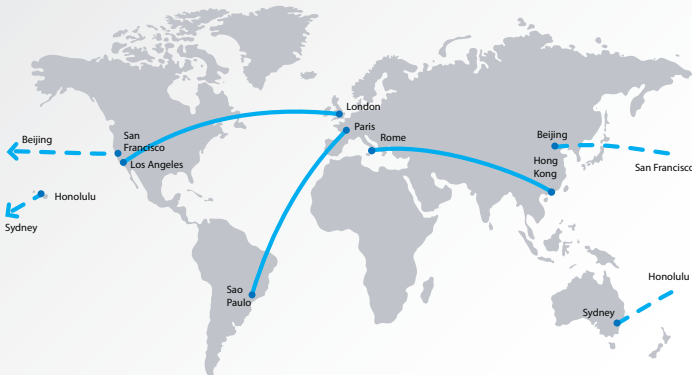 London
Paris
San
Francisco
Beijing
Los Angeles
Rome
Beijing
Hong
Kong
San Francisco
Honolulu
Sydney
Honolulu
Sao
Paulo
Sydney